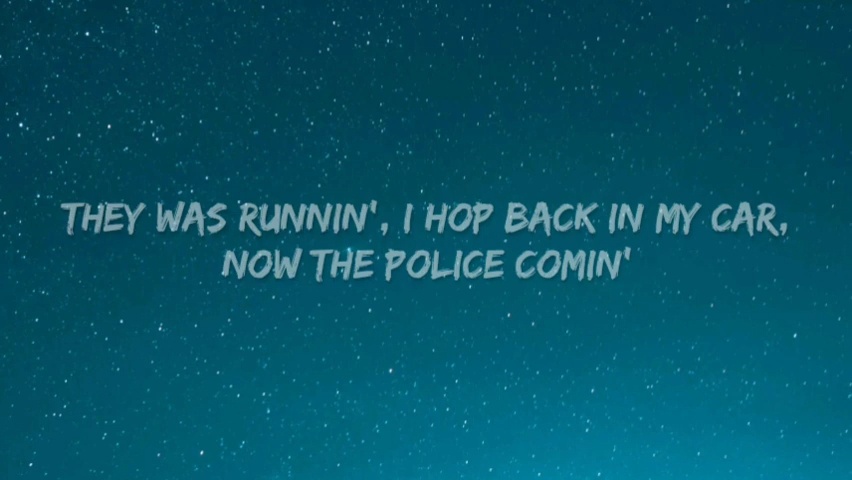 THEY WAS RUNNIN', I HOP BACK IN MY CAR,
NOW THE POLICE COMIN'